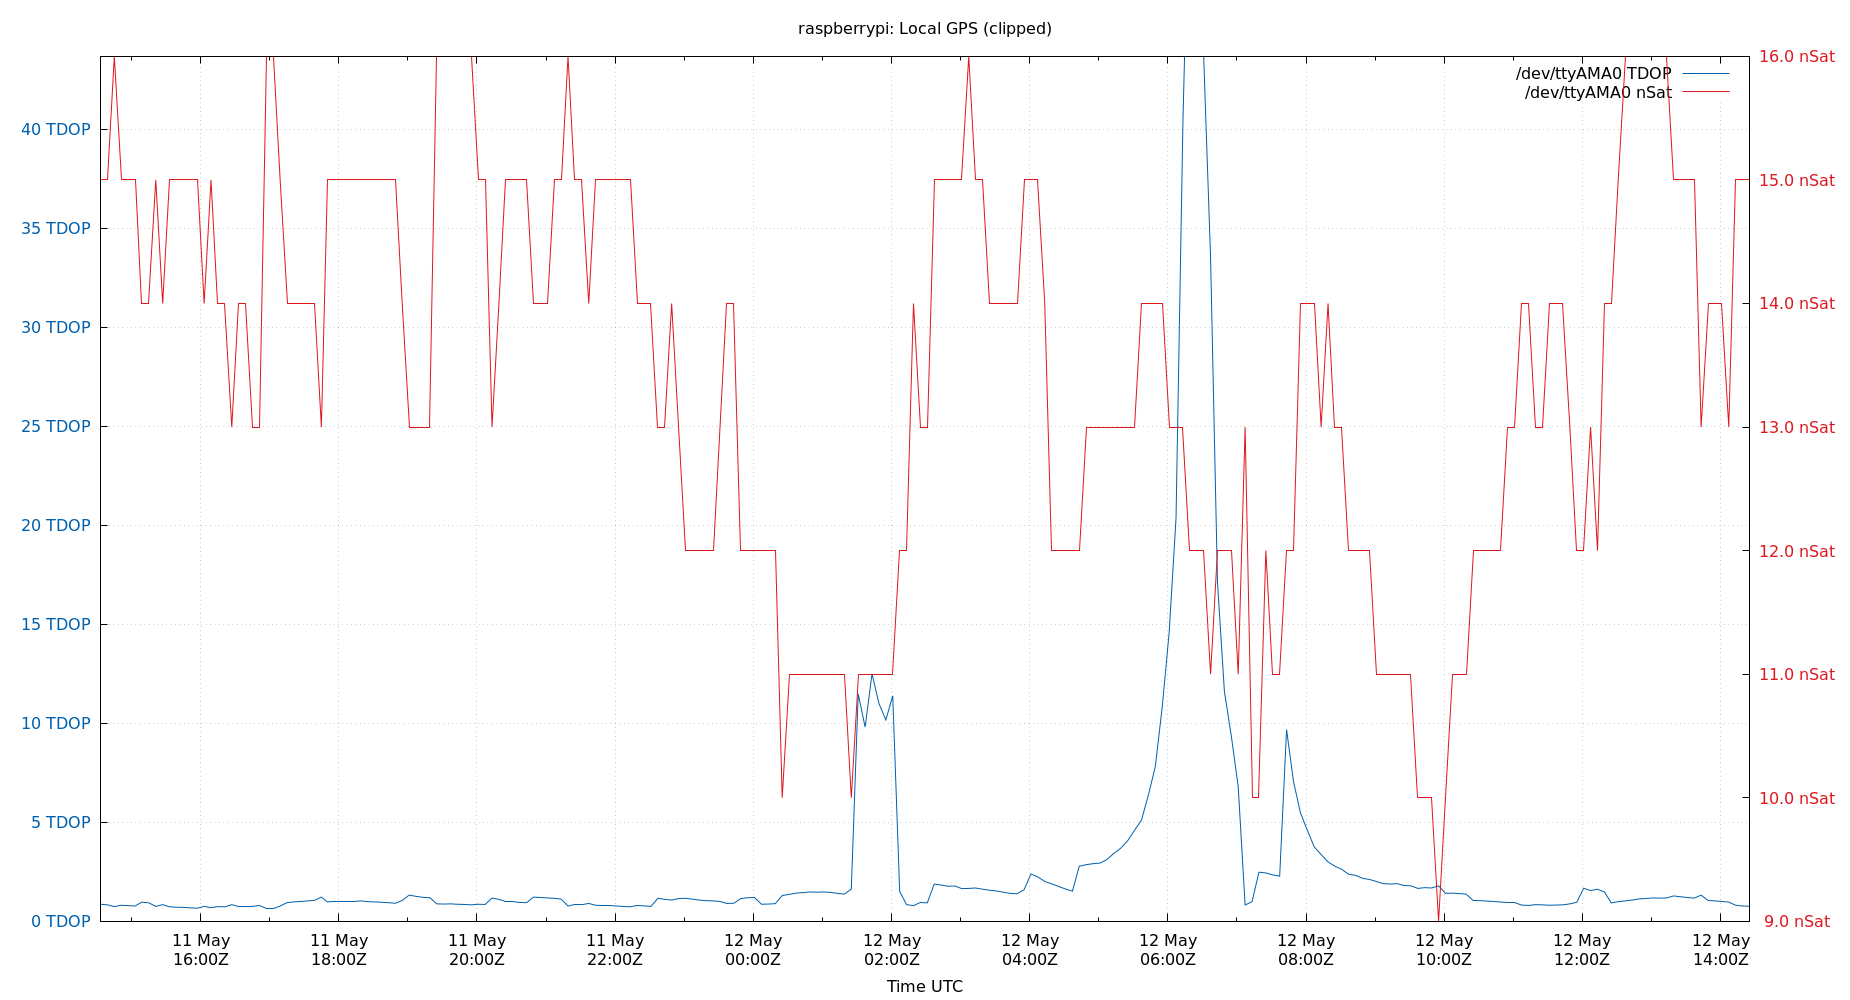 raspberrypi: Local GPS (clipped)
/dev/ttyAMA0 TDOP
/dev/ttyAMA0 nSat
40 TDOP
35 TDOP
30 TDOP
25 TDOP
20 TDOP
15 TDOP
10 TDOP
5 TDOP
0 TDOP
16.0 nSat
15.0 nSat
14.0 nSat
13.0 nSat
12.0 nSat
11.0 nSat
10.0 nSat
9.0 nSat
11 May
16:00Z
11 May
18:00Z
11 May
20:00Z
11 May
22:00Z
12 May
00:00Z
12 May
02:00Z
12 May
04:00Z
12 May
06:00Z
12 May
08:00Z
12 May
10:00Z
12 May
12:00Z
12 May
14:00Z
Time UTC